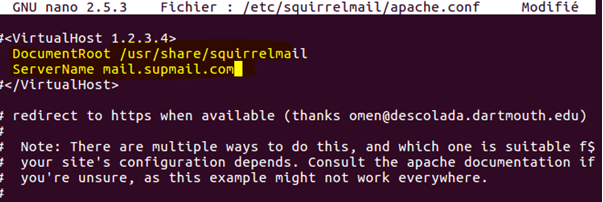 GNU nano 2.5.3 Fichier : /etc/squirrelmail/apache.conf Modifié
#<VirtualHost 1.2.3.4>
DocumentRoot /usr/share/squirrelmail
ServerName mail.supmail.com
#</VirtualHost>
# redirect to https when available (thanks omen@descolada.dartmouth.edu)
#
# Note: There are multiple ways to do this, and which one is suitable f$
# your site's configuration depends. Consult the apache documentation if
# you're unsure, as this example might not work everywhere.
#